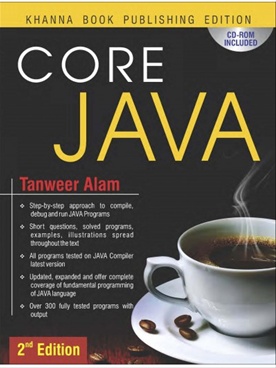 KHANNA BOOK PUBLISHING EDITION
CD-ROM
INCLUDED
CORE
JAVA
Tanweer Alam
Step-by-step approach to compile,
debug and run JAVA Programs
Short questions, solved programs,
examples, illustrations spread
throughout the text
All programs tested on JAVA Compiler
latest version
Updated, expanded and offer complete
coverage of fundamental programming
of JAVA language
Over 300 fully tested programs with
output
2nd Edition